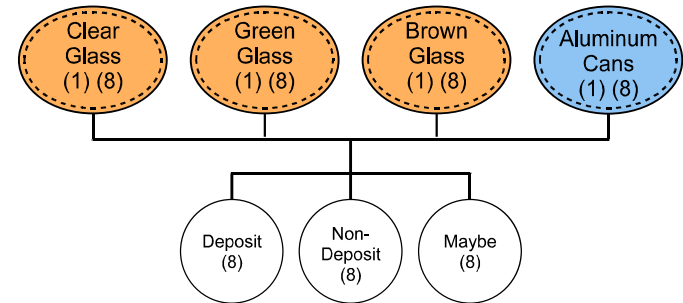 Clear
Glass
(1) (8)
Green
Glass
(1) (8)
Brown
Glass
(1) (8)
Aluminum
Cans
(1) (8)
Deposit
(8)
Non-
Deposit
(8)
Maybe
(8)